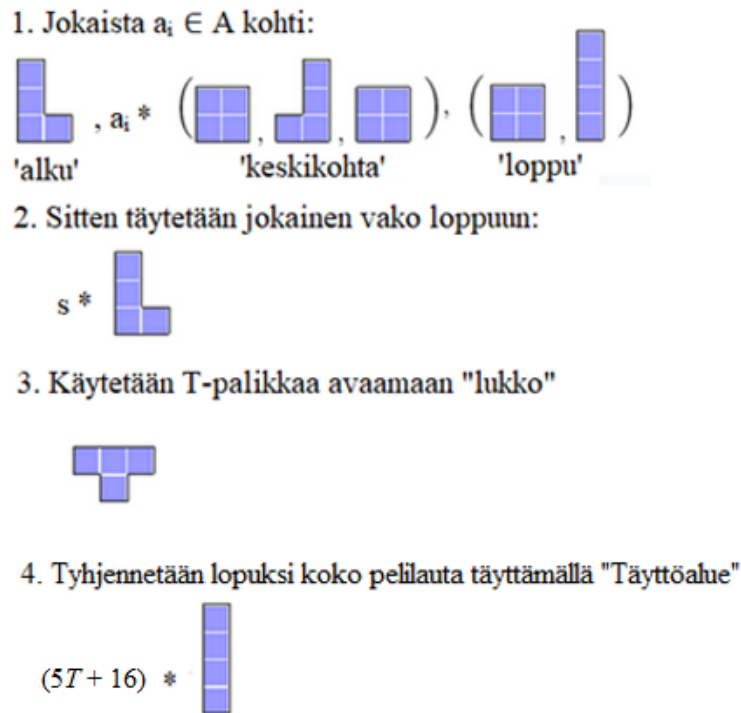 1. Jokaista aᵢ ∈ A kohti:
, aᵢ * ( , , ), ( , )
'alku' 'keskikohta' 'loppu'
2. Sitten täytetään jokainen vako loppuun:
s *
3. Käytetään T-palikkaa avaamaan "lukko"
4. Tyhjennetään lopuksi koko pelilauta täyttämällä "Täyttöalue"
(5T + 16) *